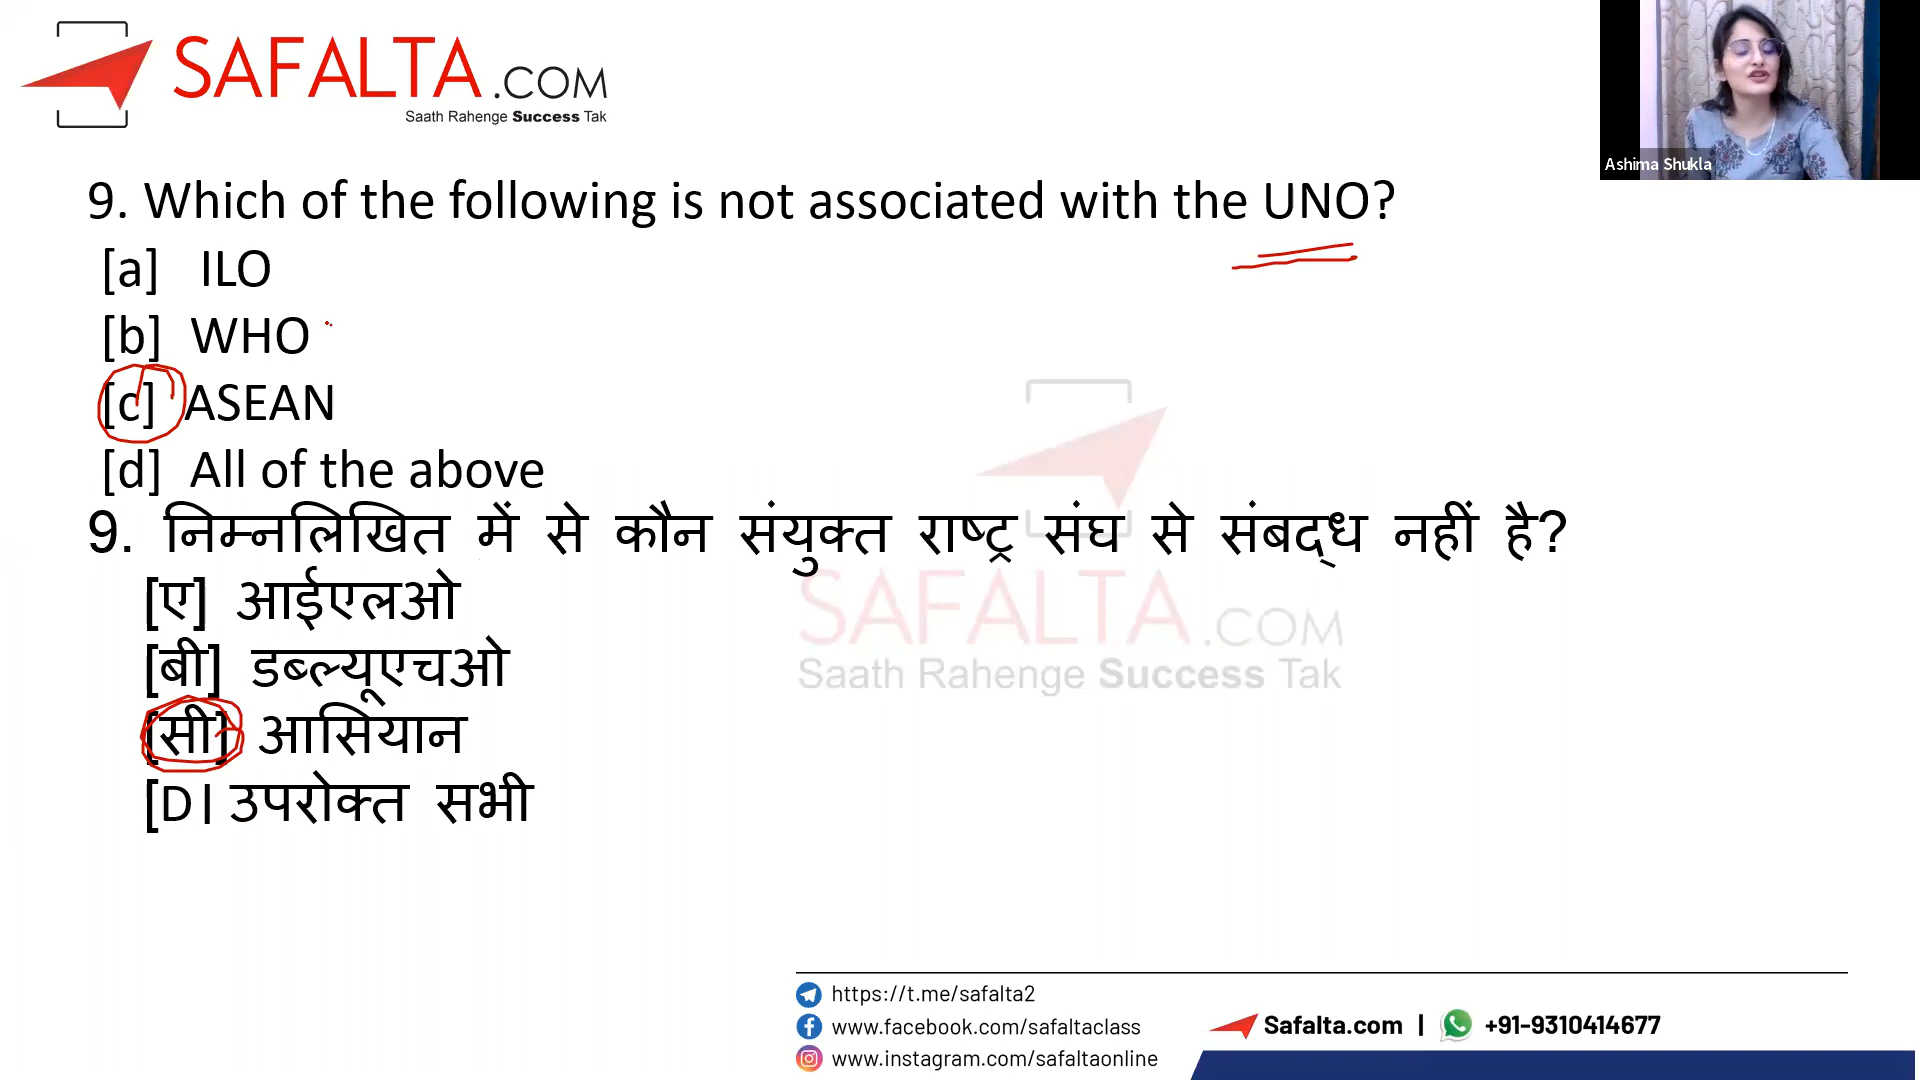 SAFALTA.COM
Saath Rahenge Success Tak
Ashima Shukla
9. Which of the following is not associated with the UNO?
[a] ILO
[b] WHO
[c] ASEAN
[d] All of the above
9. निम्नलिखित में से कौन संयुक्त राष्ट्र संघ से संबद्ध नहीं है?
[ए] आईएलओ
[बी] डब्ल्यूएचओ
[सी] आसियान
[D| उपरोक्त सभी
SAFALTA.COM
Saath Rahenge Success Tak
https://t.me/safalta2
www.facebook.com/safaltaclass
www.instagram.com/safaltaonline
Safalta.com | +91-9310414677